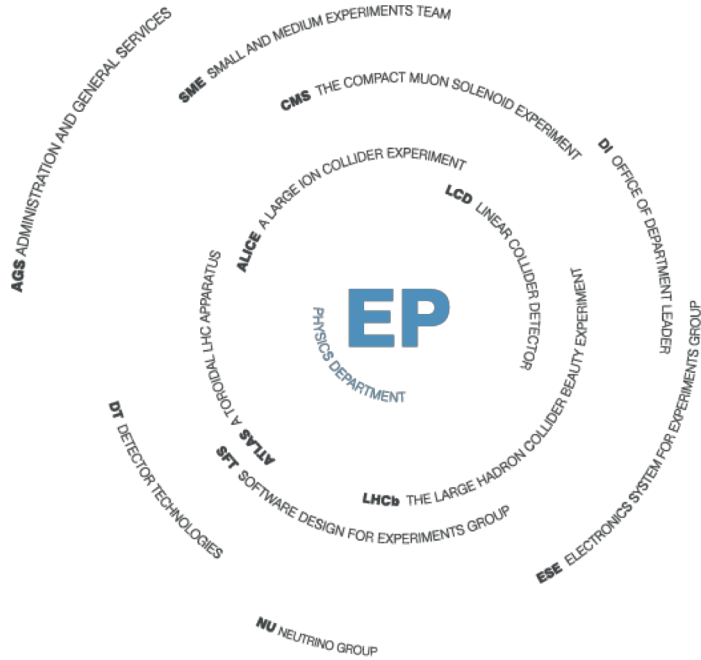 AGS ADMINISTRATION AND GENERAL SERVICES
SME SMALL AND MEDIUM EXPERIMENTS TEAM
CMS THE COMPACT MUON SOLENOID EXPERIMENT
DI OFFICE OF DEPARTMENT LEADER
ALICE A LARGE ION COLLIDER EXPERIMENT
LCD LINEAR COLLIDER DETECTOR
EP
PHYSICS DEPARTMENT
ATLAS A TOROIDAL LHC APPARATUS
LHCb THE LARGE HADRON COLLIDER BEAUTY EXPERIMENT
SFT SOFTWARE DESIGN FOR EXPERIMENTS GROUP
ESE ELECTRONICS SYSTEM FOR EXPERIMENTS GROUP
DT DETECTOR TECHNOLOGIES
NU NEUTRINO GROUP